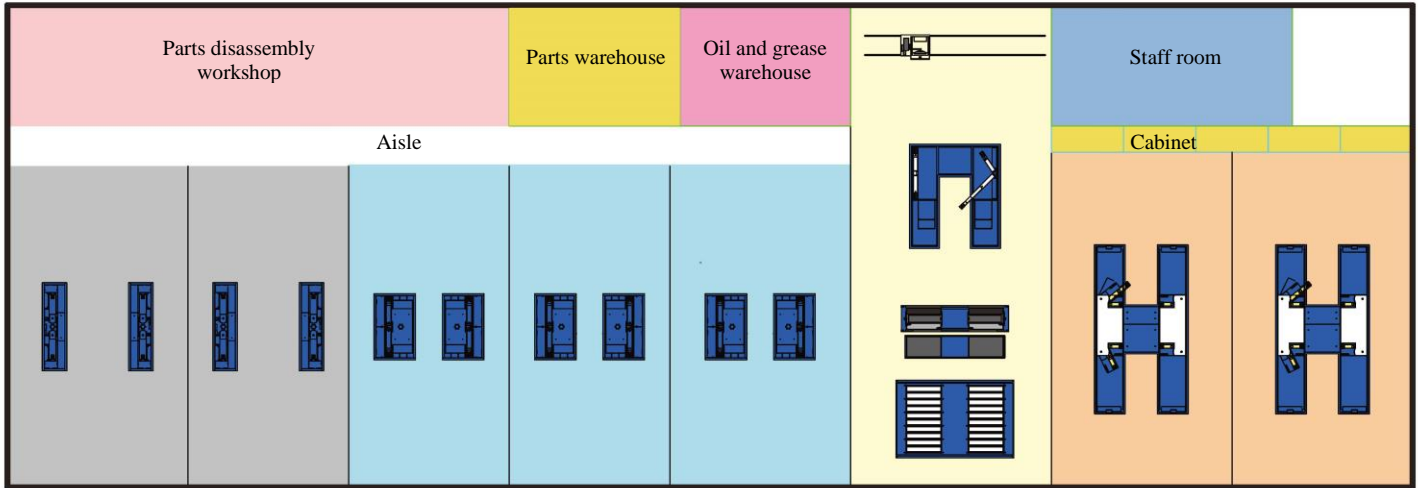 Parts disassembly
workshop
Parts warehouse
Oil and grease
warehouse
Staff room
Aisle
Cabinet